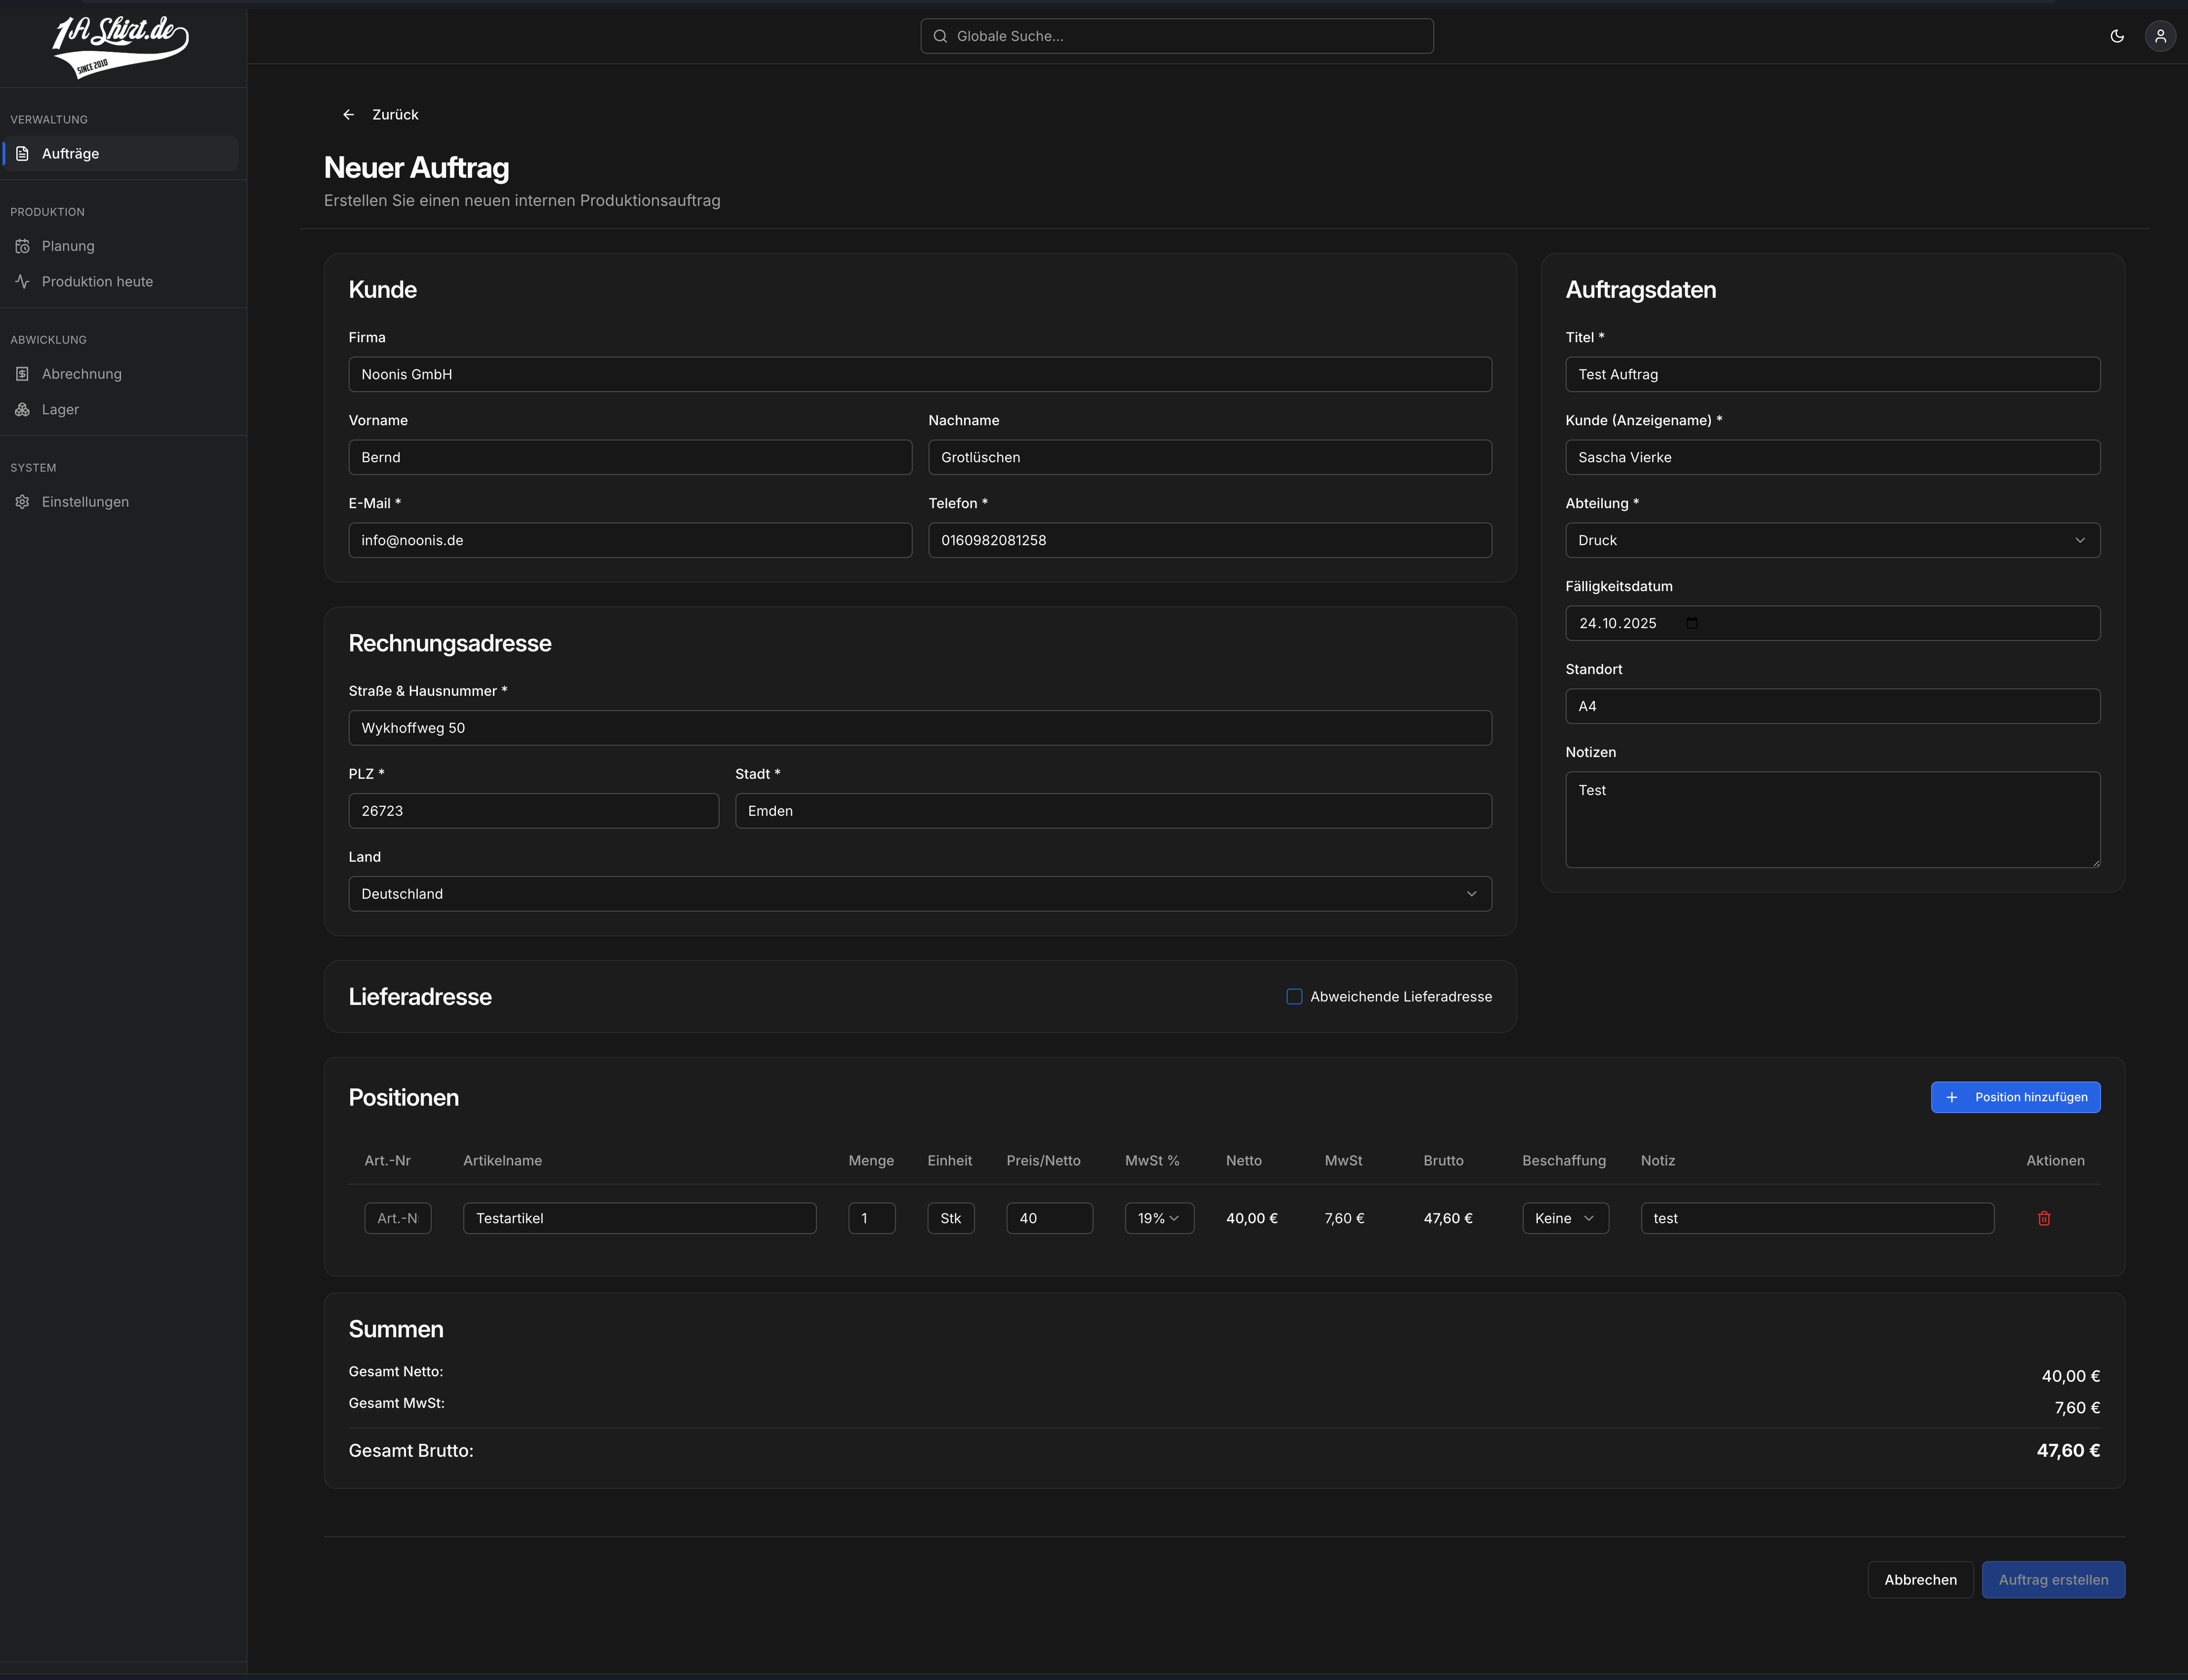 1A Shirt.de
SINCE 2010
Globale Suche...
VERWALTUNG
Aufträge
PRODUKTION
Planung
Produktion heute
ABWICKLUNG
Abrechnung
Lager
SYSTEM
Einstellungen
Zurück
Neuer Auftrag
Erstellen Sie einen neuen internen Produktionsauftrag
Kunde
Firma
Noonis GmbH
Vorname Nachname
Bernd Grotlüschen
E-Mail * Telefon *
info@noonis.de 0160982081258
Rechnungsadresse
Straße & Hausnummer *
Wykhoffweg 50
PLZ * Stadt *
26723 Emden
Land
Deutschland
Lieferadresse Abweichende Lieferadresse
Auftragsdaten
Titel *
Test Auftrag
Kunde (Anzeigename) *
Sascha Vierke
Abteilung *
Druck
Fälligkeitsdatum
24.10.2025
Standort
A4
Notizen
Test
Positionen Position hinzufügen
Art.-Nr Artikelname Menge Einheit Preis/Netto MwSt % Netto MwSt Brutto Beschaffung Notiz Aktionen
Art.-N Testartikel 1 Stk 40 19% 40,00 € 7,60 € 47,60 € Keine test
Summen
Gesamt Netto: 40,00 €
Gesamt MwSt: 7,60 €
Gesamt Brutto: 47,60 €
Abbrechen Auftrag erstellen